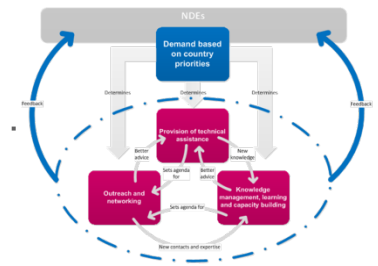 NDEs
Demand based
on country
priorities
Feedback
Determines
Determines
Determines
Feedback
Provision of technical
assistance
Better
advice
New
knowledge
Sets agenda
for
Better
advice
Outreach and
networking
Knowledge
management, learning
and capacity building
Sets agenda for
New contacts and expertise